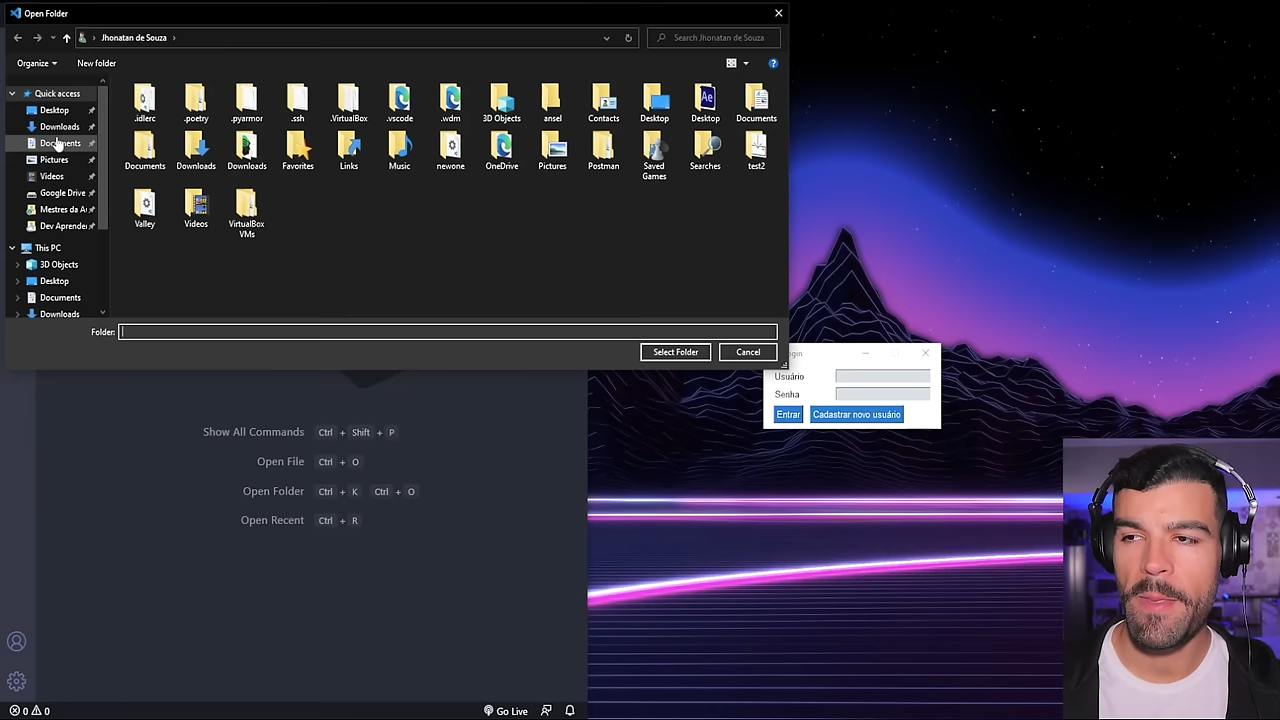 Open Folder
Jhonatan de Souza
Search Jhonatan de Souza
Organize
New folder
Quick access
Desktop
Downloads
Documents
Pictures
Videos
Google Drive
Mestres da A
Dev Aprender
This PC
3D Objects
Desktop
Documents
Downloads
.idlerc
.poetry
.pyarmor
.ssh
.VirtualBox
.vscode
.wdm
3D Objects
ansel
Contacts
Desktop
Desktop
Documents
Documents
Downloads
Downloads
Favorites
Links
Music
newone
OneDrive
Pictures
Postman
Saved Games
Searches
test2
Valley
Videos
VirtualBox VMs
Folder:
Select Folder
Cancel
Usuário
Senha
Entrar
Cadastrar novo usuário
Show All Commands Ctrl + Shift + P
Open File Ctrl + O
Open Folder Ctrl + K Ctrl + O
Open Recent Ctrl + R
0 0
Go Live